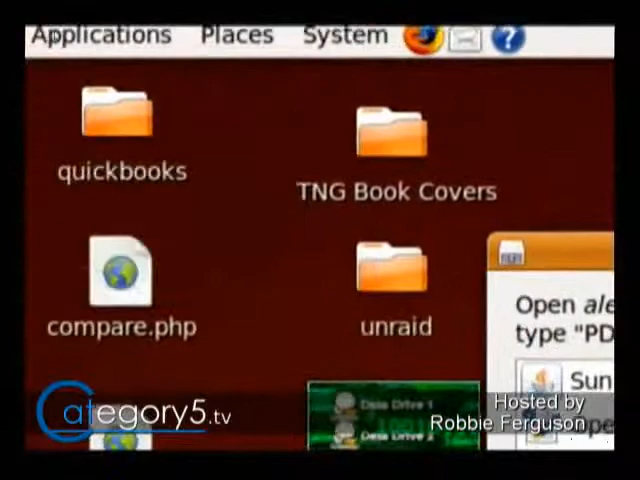 Applications Places System
quickbooks
TNG Book Covers
compare.php
unraid
Open ale
type "PD
Sun
Data Drive 1
Data Drive 2
Category5.tv
Hosted by
Robbie Ferguson